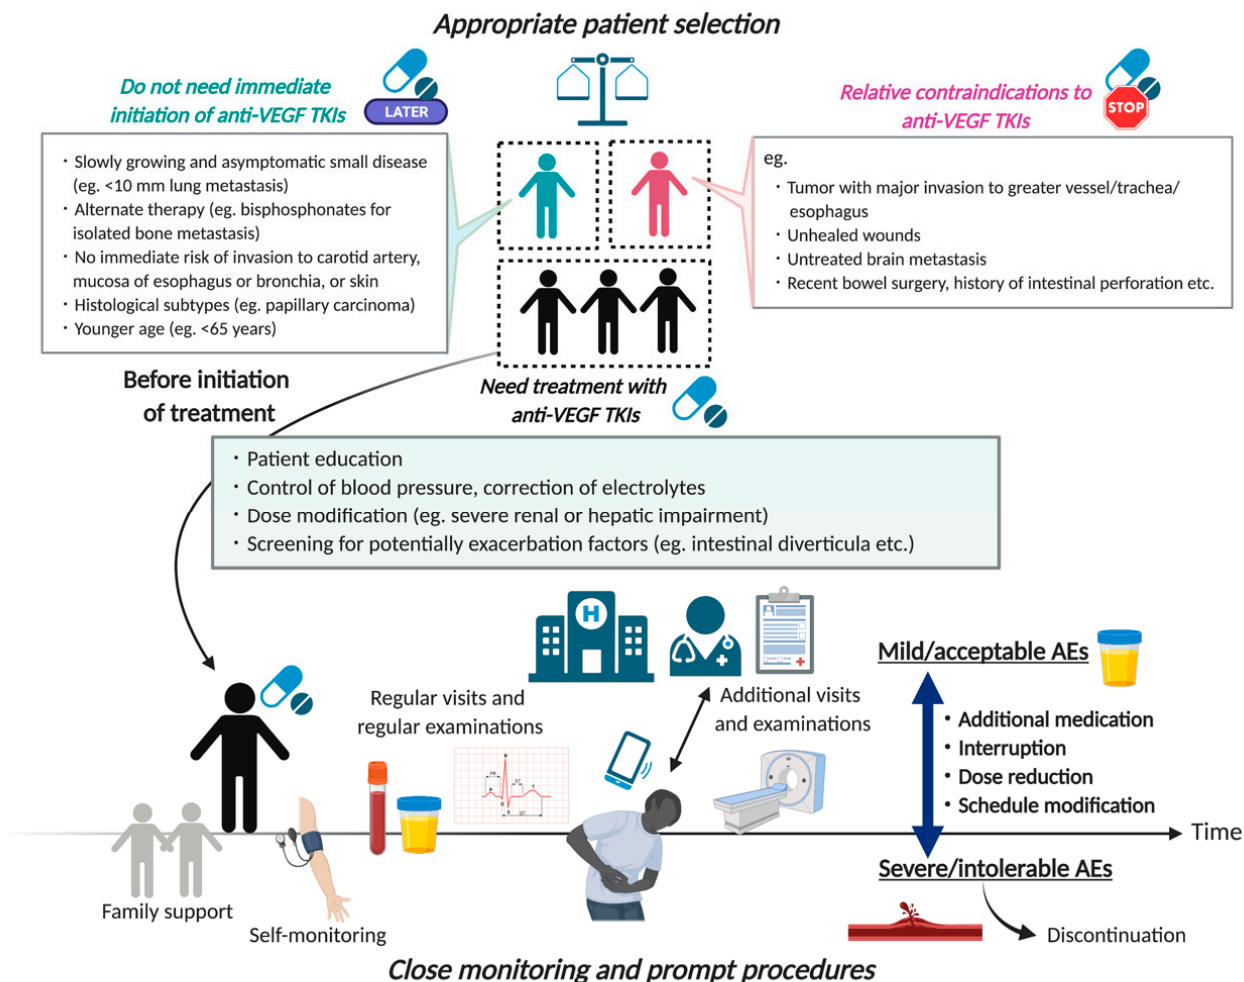 Appropriate patient selection
Do not need immediate
initiation of anti-VEGF TKIs
LATER
Relative contraindications to
anti-VEGF TKIs
STOP
・Slowly growing and asymptomatic small disease
(eg. <10 mm lung metastasis)
・Alternate therapy (eg. bisphosphonates for
isolated bone metastasis)
・No immediate risk of invasion to carotid artery,
mucosa of esophagus or bronchia, or skin
・Histological subtypes (eg. papillary carcinoma)
・Younger age (eg. <65 years)
eg.
・Tumor with major invasion to greater vessel/trachea/
esophagus
・Unhealed wounds
・Untreated brain metastasis
・Recent bowel surgery, history of intestinal perforation etc.
Before initiation
of treatment
Need treatment with
anti-VEGF TKIs
・Patient education
・Control of blood pressure, correction of electrolytes
・Dose modification (eg. severe renal or hepatic impairment)
・Screening for potentially exacerbation factors (eg. intestinal diverticula etc.)
H
Regular visits and
regular examinations
Additional visits
and examinations
Mild/acceptable AEs
• Additional medication
• Interruption
• Dose reduction
• Schedule modification
Time
Severe/intolerable AEs
Discontinuation
Family support
Self-monitoring
Close monitoring and prompt procedures